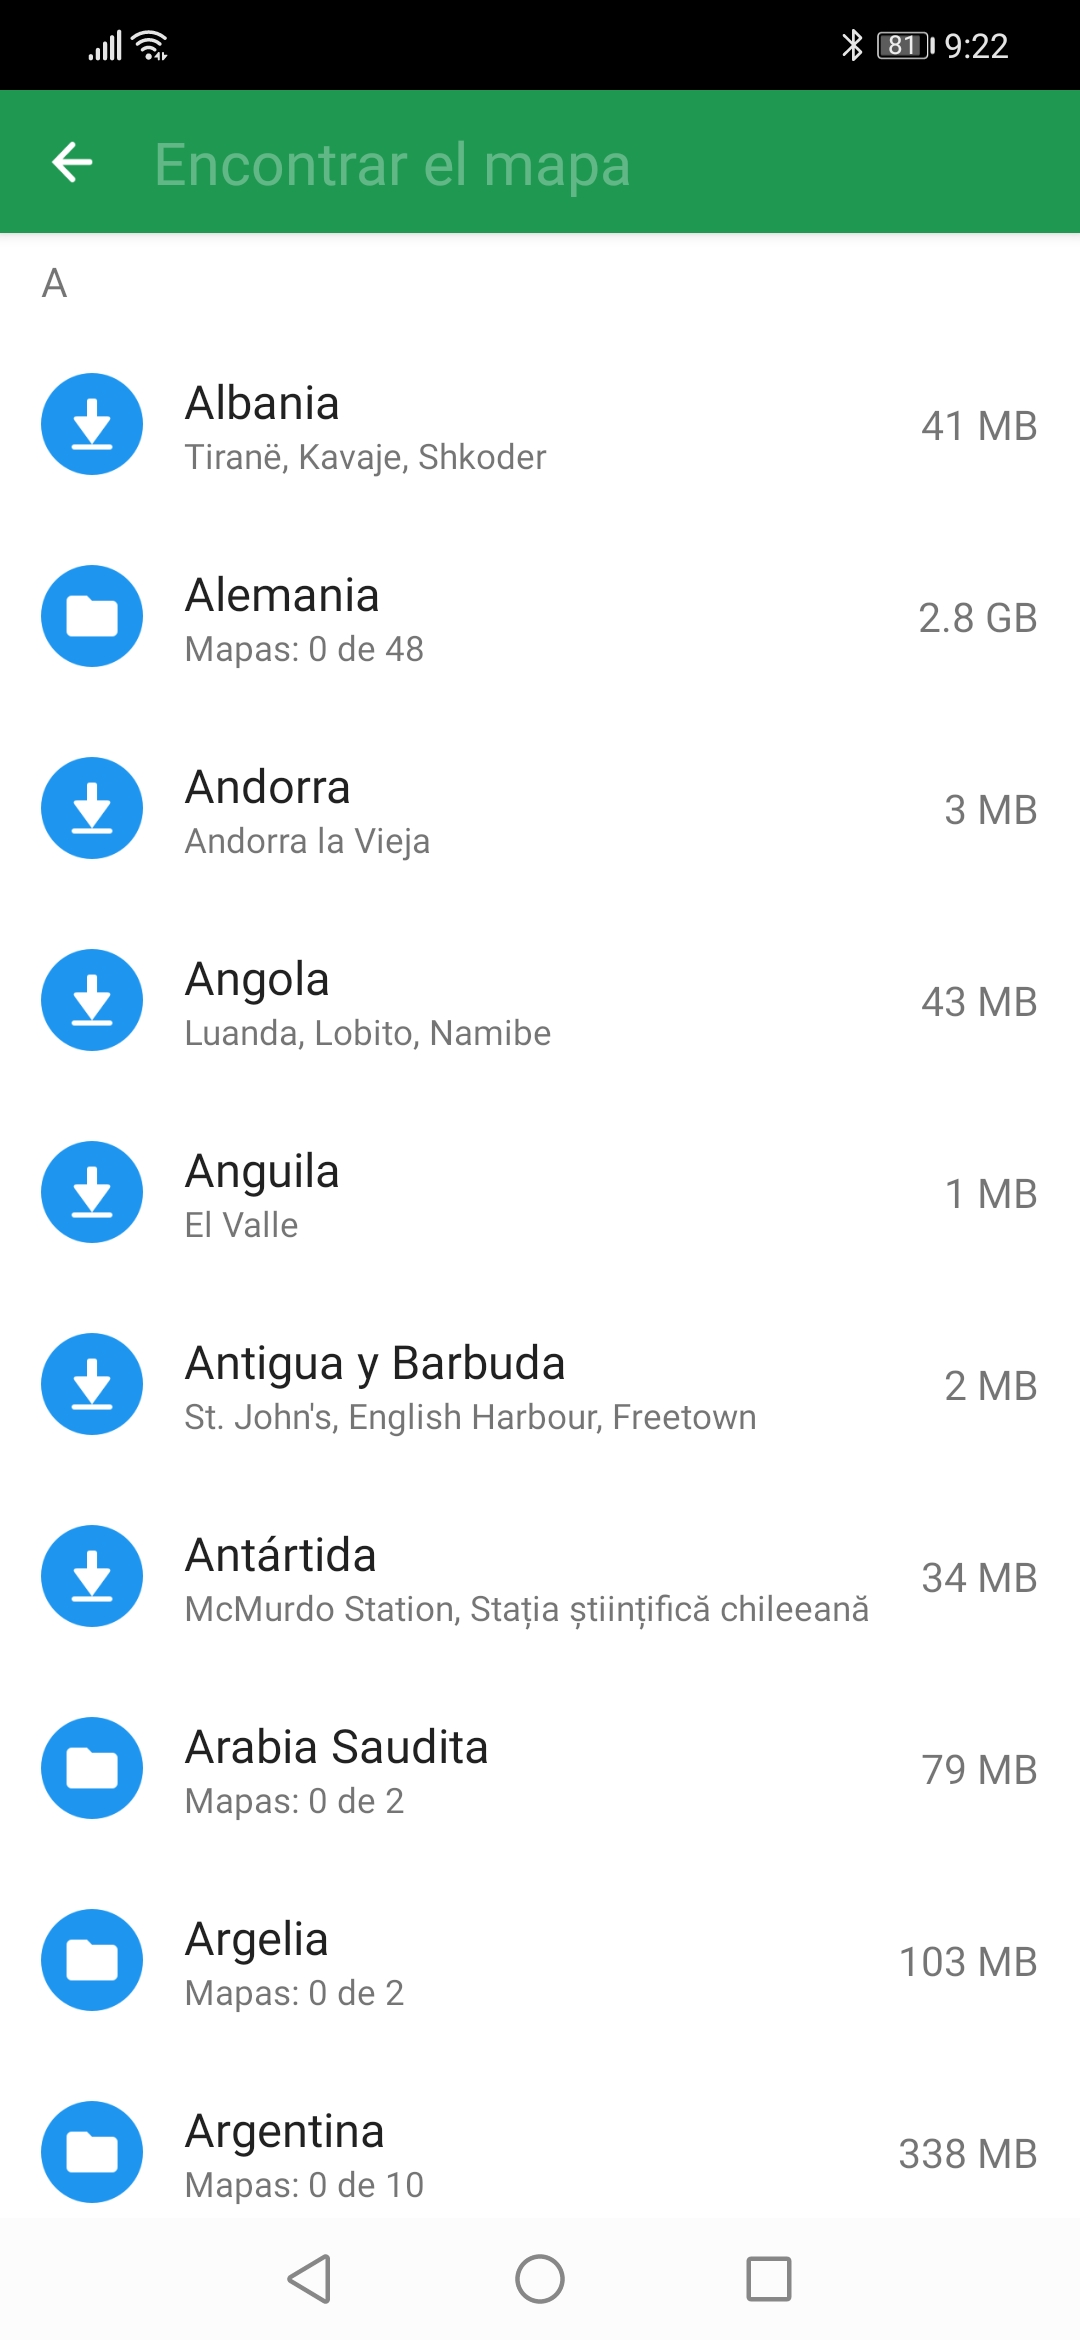 81 9:22
Encontrar el mapa
A
Albania
41 MB
Tiranë, Kavaje, Shkoder
Alemania
2.8 GB
Mapas: 0 de 48
Andorra
3 MB
Andorra la Vieja
Angola
43 MB
Luanda, Lobito, Namibe
Anguila
1 MB
El Valle
Antigua y Barbuda
2 MB
St. John's, English Harbour, Freetown
Antártida
34 MB
McMurdo Station, Stația științifică chileeană
Arabia Saudita
79 MB
Mapas: 0 de 2
Argelia
103 MB
Mapas: 0 de 2
Argentina
338 MB
Mapas: 0 de 10